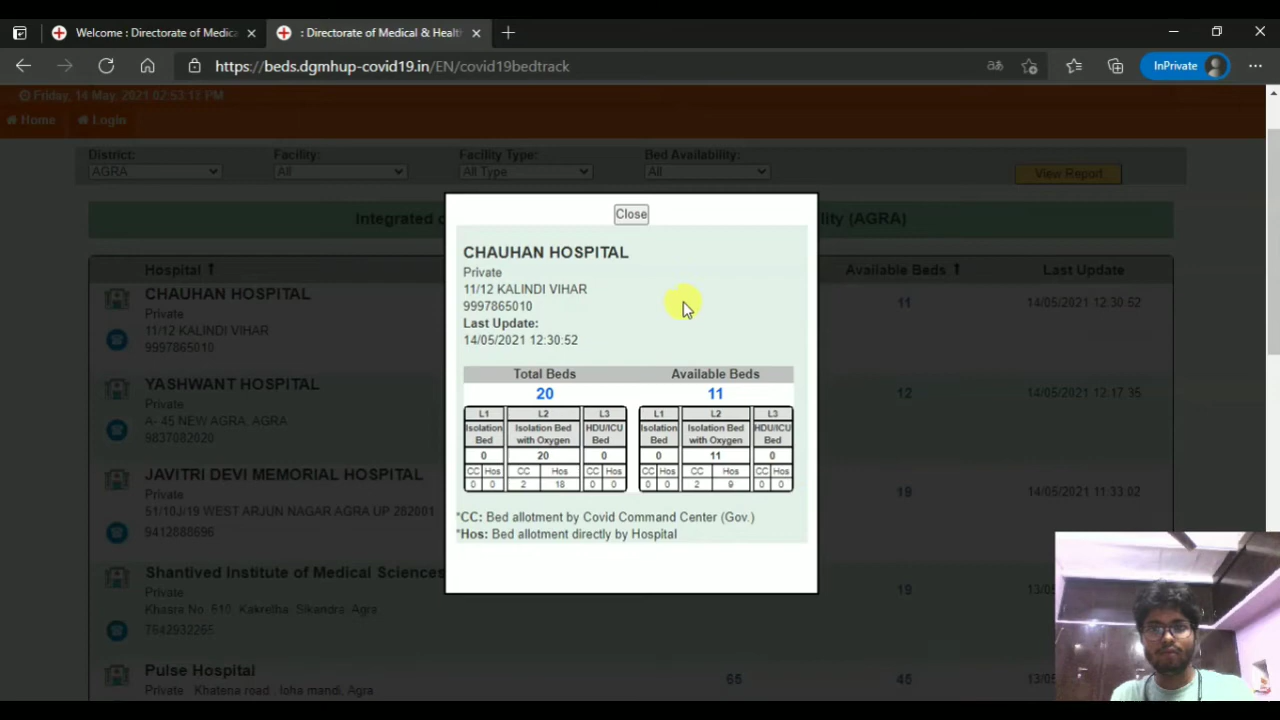 Welcome : Directorate of Medica
: Directorate of Medical & Healt
https://beds.dgmhup-covid19.in/EN/covid19bedtrack
InPrivate
Friday, 14 May, 2021 02:53:11 PM
Home
Login
District:
Facility:
Facility Type:
Bed Availability:
AGRA
All
All Type
All
View Report
Integrated
ility (AGRA)
Hospital
Available Beds
Last Update
CHAUHAN HOSPITAL
Private
11/12 KALINDI VIHAR
9997865010
11
14/05/2021 12:30:52
YASHWANT HOSPITAL
Private
A- 45 NEW AGRA, AGRA
9837082020
12
14/05/2021 12:17:35
JAVITRI DEVI MEMORIAL HOSPITAL
Private
51/10J/19 WEST ARJUN NAGAR AGRA UP 282001
9412888696
19
14/05/2021 11:33:02
Shantived Institute of Medical Sciences
Private
Khasra No. 610, Kakretha, Sikandra, Agra
7642932265
19
13/05
Pulse Hospital
Private Khatena road , loha mandi, Agra
65
45
13/05
Close
CHAUHAN HOSPITAL
Private
11/12 KALINDI VIHAR
9997865010
Last Update:
14/05/2021 12:30:52
Total Beds Available Beds
20 11
L1 L2 L3 L1 L2 L3
Isolation Bed Isolation Bed with Oxygen HDU/ICU Bed Isolation Bed Isolation Bed with Oxygen HDU/ICU Bed
0 20 0 0 11 0
CC Hos CC Hos CC Hos CC Hos CC Hos CC Hos
0 0 2 18 0 0 0 0 2 9 0 0
*CC: Bed allotment by Covid Command Center (Gov.)
*Hos: Bed allotment directly by Hospital